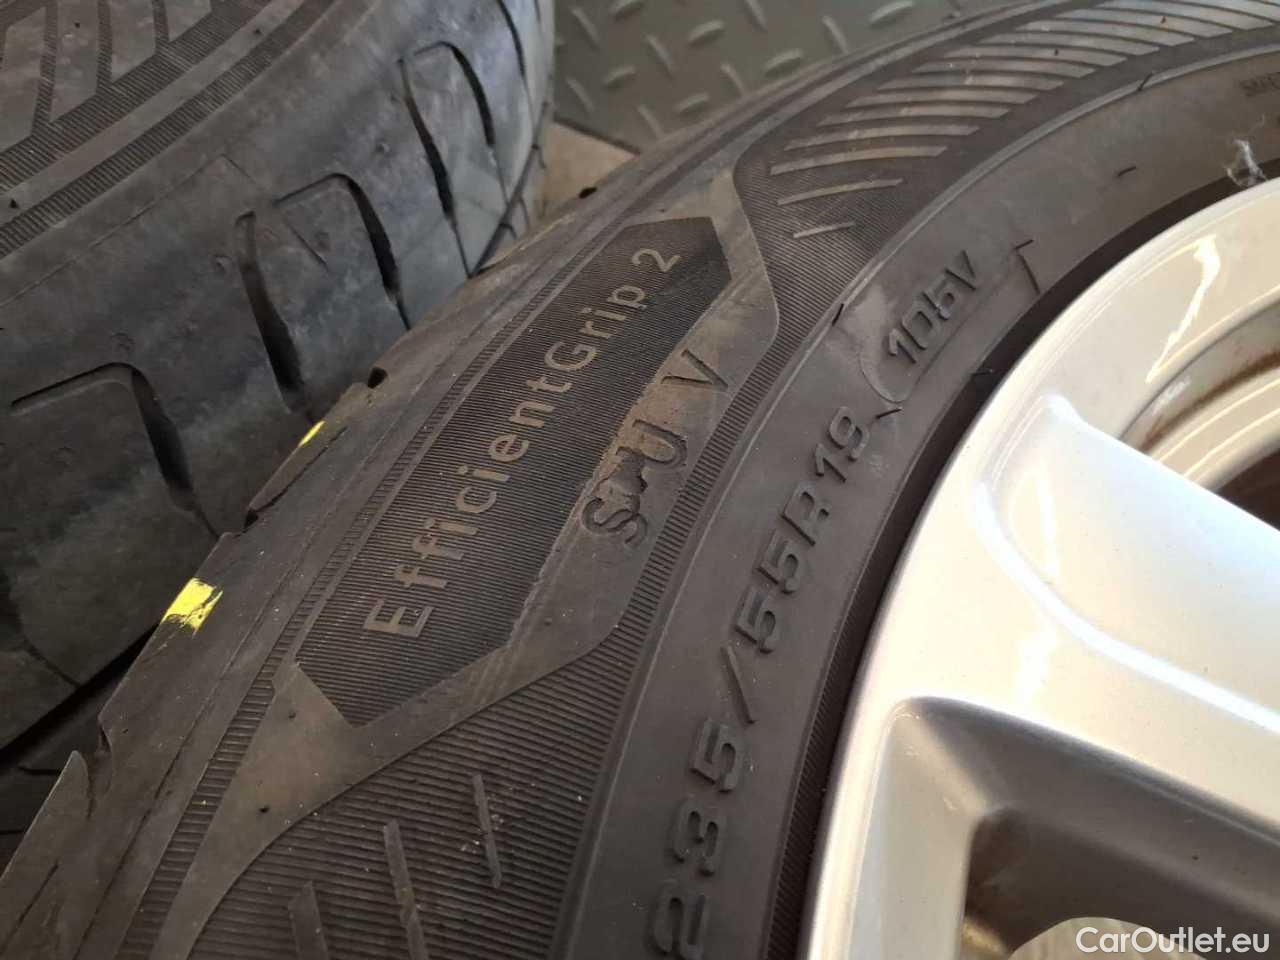 EfficientGrip 2
SUV
235/55R19
105V
CarOutlet.eu